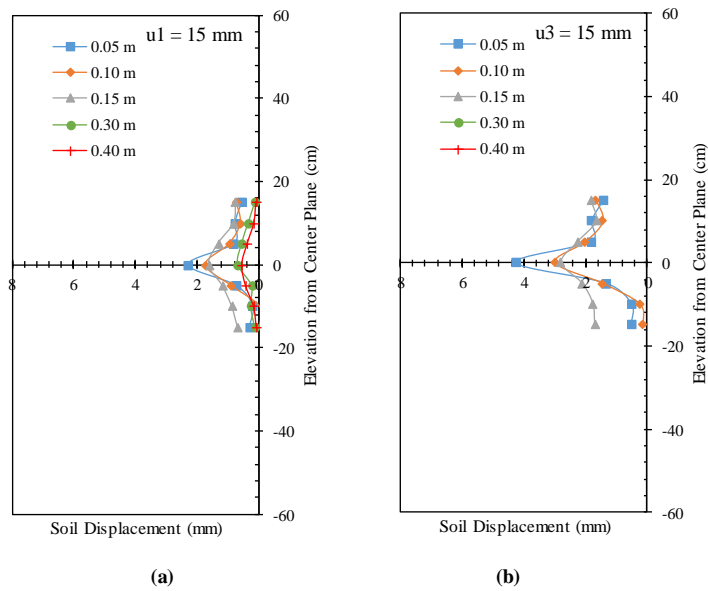 u1 = 15 mm
0.05 m
0.10 m
0.15 m
0.30 m
0.40 m
60
40
20
0
-20
-40
-60
8
6
4
2
0
Elevation from Center Plane (cm)
Soil Displacement (mm)
(a)
u3 = 15 mm
0.05 m
0.10 m
0.15 m
0.30 m
0.40 m
60
40
20
0
-20
-40
-60
8
6
4
2
0
Elevation from Center Plane (cm)
Soil Displacement (mm)
(b)